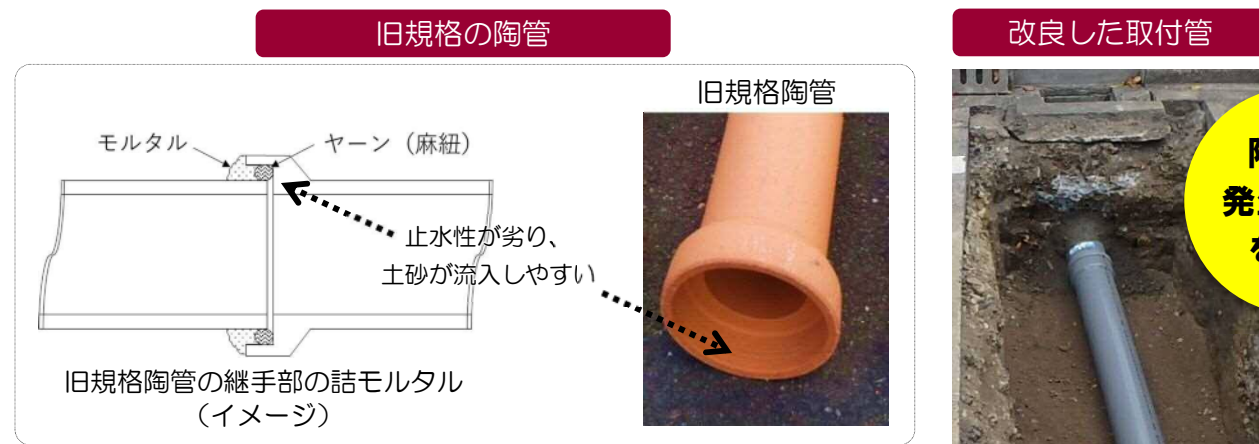 旧規格の陶管
改良した取付管
旧規格陶管
モルタル
ヤーン（麻紐）
止水性が劣り、
土砂が流入しやすい
旧規格陶管の継手部の詰モルタル
（イメージ）
発